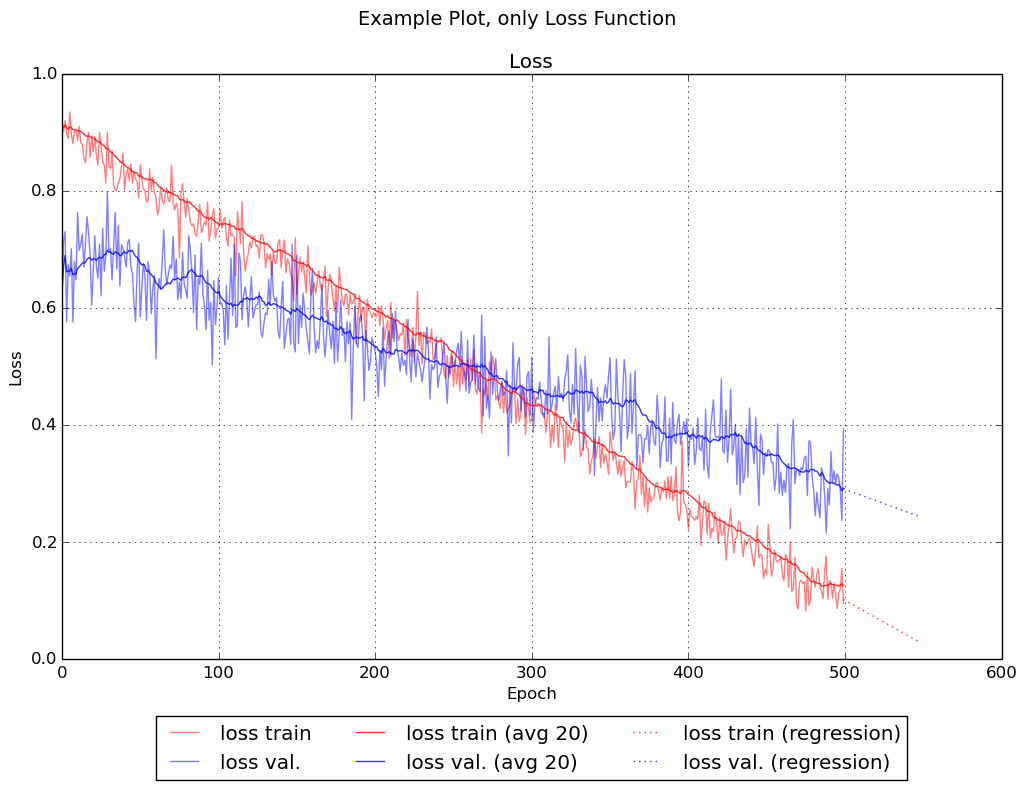 Example Plot, only Loss Function
Loss
1.0
0.8
0.6
0.4
0.2
0.0
Loss
0 100 200 300 400 500 600
Epoch
loss train loss train (avg 20) loss train (regression)
loss val. loss val. (avg 20) loss val. (regression)